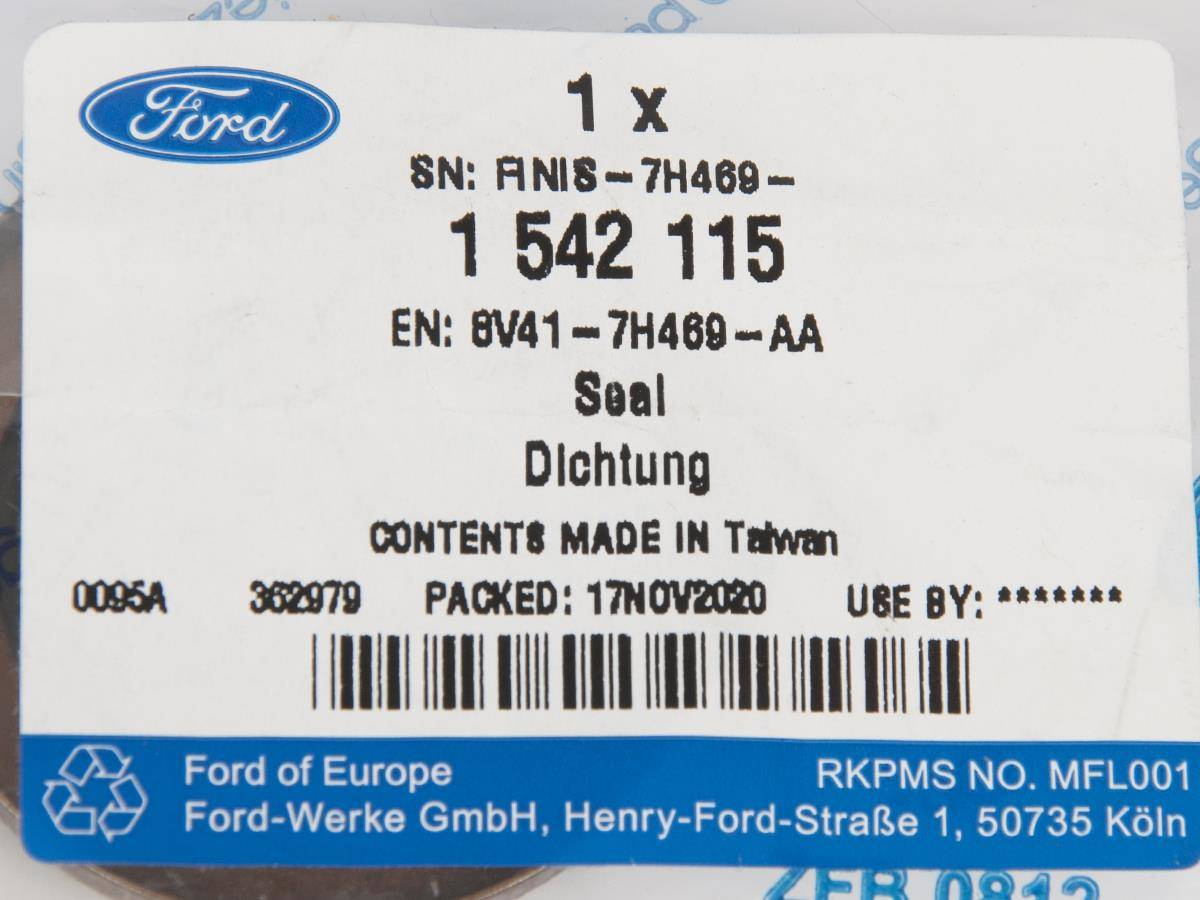 Ford
1 x
SN: FINIS-7H469-
1 542 115
EN: 8V41-7H469-AA
Seal
Dichtung
CONTENTS MADE IN Taiwan
0095A 362979 PACKED: 17NOV2020 USE BY: *******
Ford of Europe RKPMS NO. MFL001
Ford-Werke GmbH, Henry-Ford-Straße 1, 50735 Köln
ZFB 0812